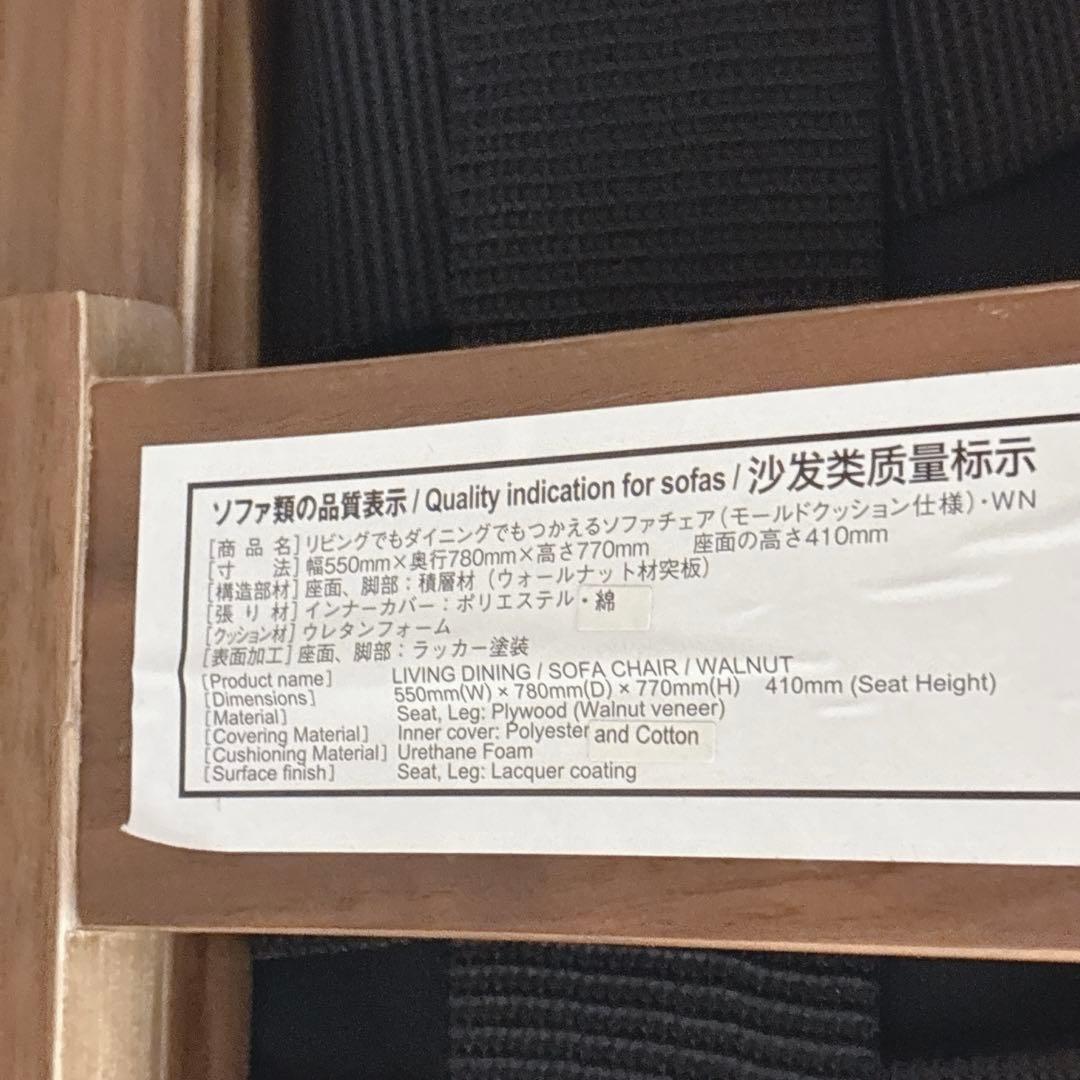 ソファ類の品質表示 / Quality indication for sofas / 沙发类质量标示
[商 品 名] リビングでもダイニングでもつかえるソファチェア(モールドクッション仕様)・WN
[寸 法] 幅550mm×奥行780mm×高さ770mm 座面の高さ410mm
[構造部材] 座面、脚部:積層材(ウォールナット材突板)
[張 り 材] インナーカバー:ポリエステル・綿
[クッション材] ウレタンフォーム
[表面加工] 座面、脚部:ラッカー塗装
[Product name] LIVING DINING / SOFA CHAIR / WALNUT
[Dimensions] 550mm(W) × 780mm(D) × 770mm(H) 410mm (Seat Height)
[Material] Seat, Leg: Plywood (Walnut veneer)
[Covering Material] Inner cover: Polyester and Cotton
[Cushioning Material] Urethane Foam
[Surface finish] Seat, Leg: Lacquer coating